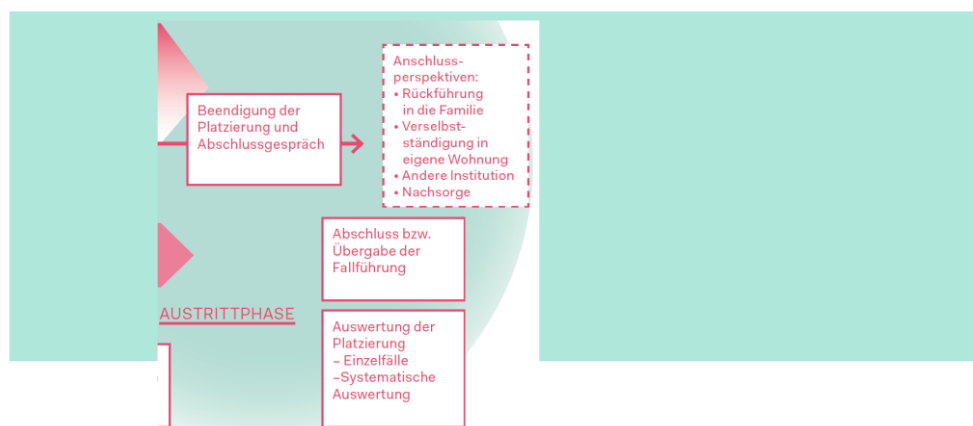 Beendigung der
Platzierung und
Abschlussgespräch
Anschluss-
perspektiven:
• Rückführung
in die Familie
• Verselbst-
ständigung in
eigene Wohnung
• Andere Institution
• Nachsorge
Abschluss bzw.
Übergabe der
Fallführung
AUSTRITTPHASE
Auswertung der
Platzierung
– Einzelfälle
–Systematische
Auswertung